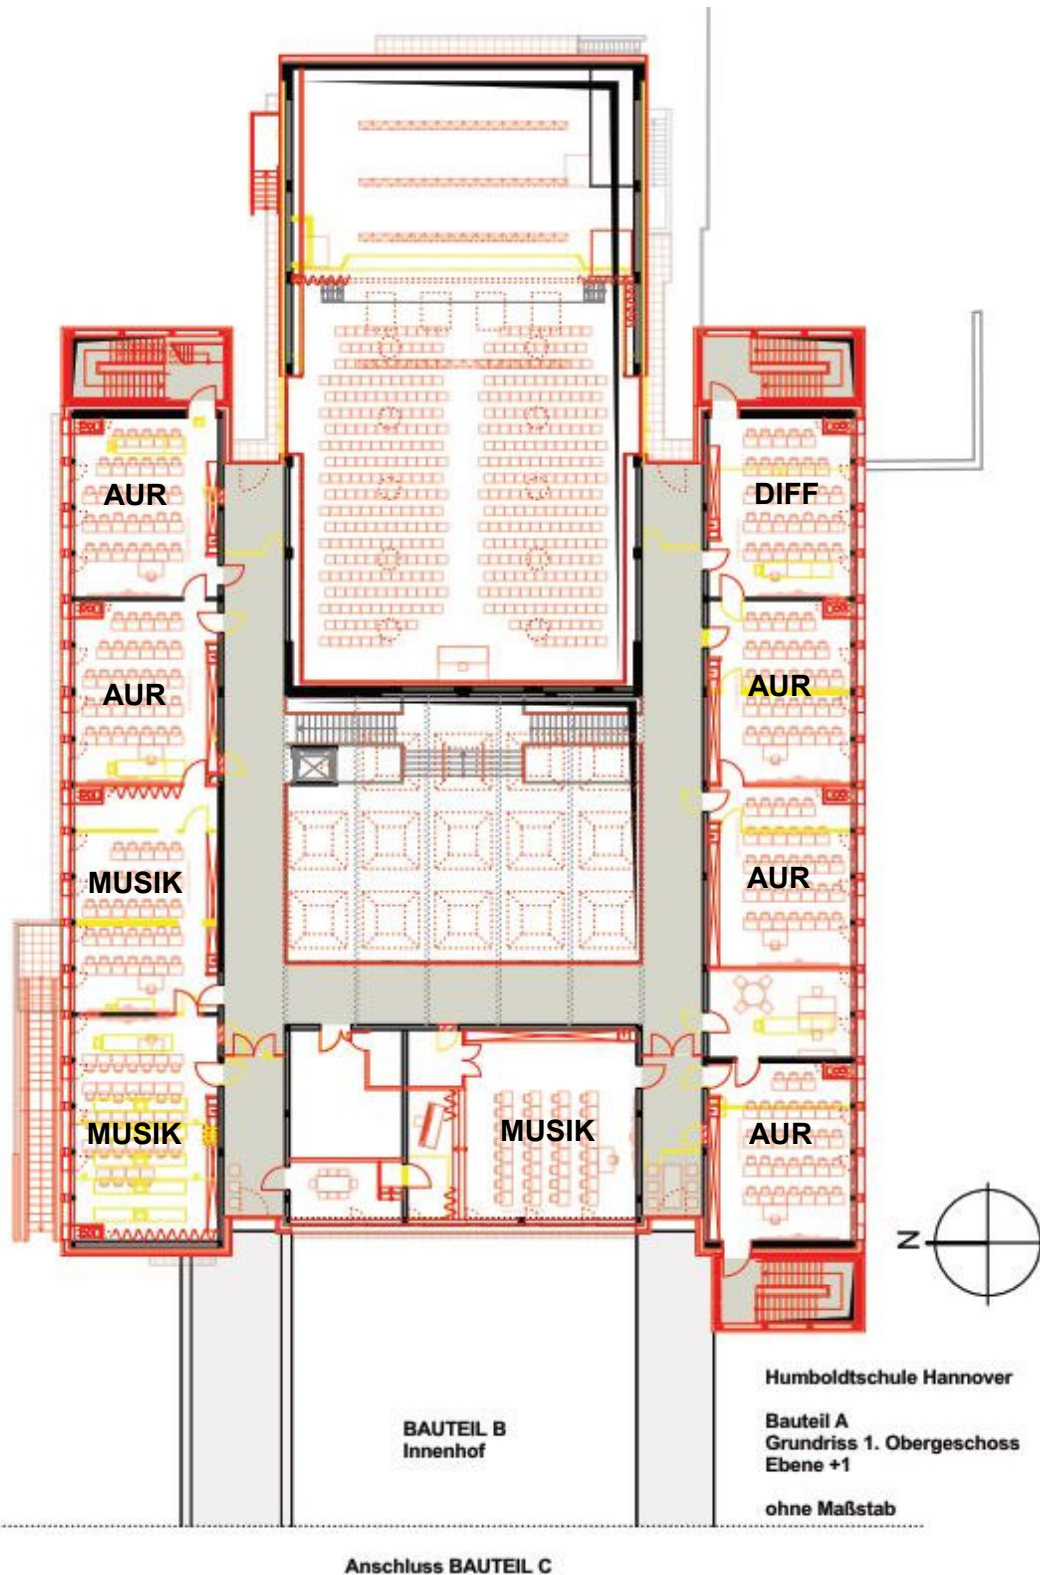 AUR
DIFF
AUR
AUR
MUSIK
AUR
MUSIK
MUSIK
AUR
N
Humboldtschule Hannover
Bauteil A
Grundriss 1. Obergeschoss
Ebene +1
ohne Maßstab
BAUTEIL B
Innenhof
Anschluss BAUTEIL C